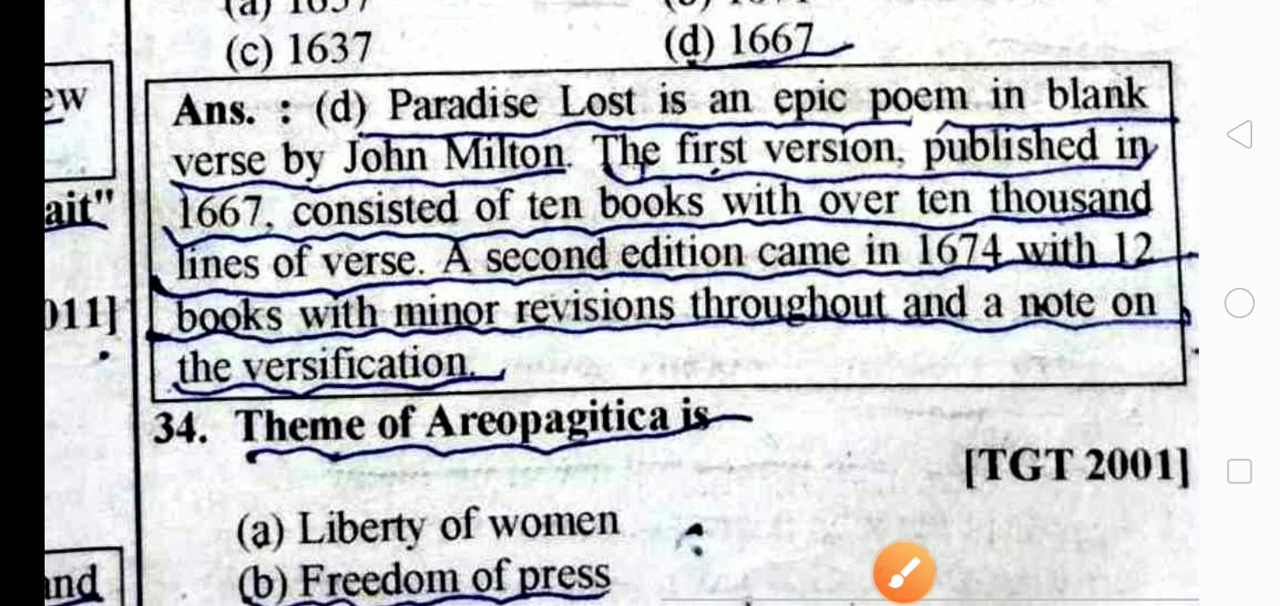 (c) 1637
(d) 1667
ew
Ans. : (d) Paradise Lost is an epic poem in blank
verse by John Milton. The first version, published in
1667, consisted of ten books with over ten thousand
lines of verse. A second edition came in 1674 with 12
books with minor revisions throughout and a note on
the versification.
ait"
011]
34. Theme of Areopagitica is
[TGT 2001]
(a) Liberty of women
(b) Freedom of press
and